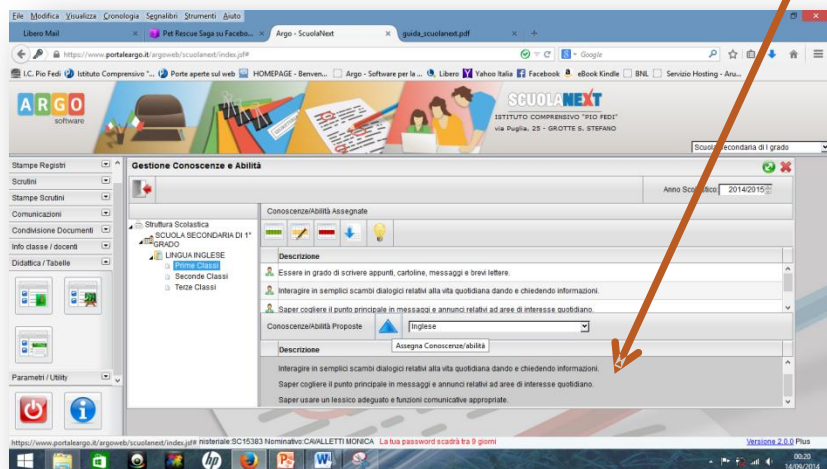 File Modifica Visualizza Cronologia Segnalibri Strumenti Aiuto
Libero Mail
Pet Rescue Saga su Facebo...
Argo - ScuolaNext
guida_scuolanext.pdf
https://www.portaleargo.it/argoweb/scuolanext/index.jsf#
Google
I.C. Pio Fedi
Istituto Comprensivo "...
Porte aperte sul web
HOMEPAGE - Benven...
Argo - Software per la ...
Libero
Yahoo Italia
Facebook
eBook Kindle
BNL
Servizio Hosting - Aru...
ARGO
software
SCUOLANEXT
ISTITUTO COMPRENSIVO "PIO FEDI"
via Puglia, 25 - GROTTE S. STEFANO
Scuola Secondaria di I grado
Stampe Registri
Scrutini
Stampe Scrutini
Comunicazioni
Condivisione Documenti
Info classe / docenti
Didattica / Tabelle
Parametri / Utility
Gestione Conoscenze e Abilità
Anno Scolastico: 2014/2015
Struttura Scolastica
SCUOLA SECONDARIA DI 1°
GRADO
LINGUA INGLESE
Prime Classi
Seconde Classi
Terze Classi
Conoscenze/Abilità Assegnate
Descrizione
Essere in grado di scrivere appunti, cartoline, messaggi e brevi lettere.
Interagire in semplici scambi dialogici relativi alla vita quotidiana dando e chiedendo informazioni.
Saper cogliere il punto principale in messaggi e annunci relativi ad aree di interesse quotidiano.
Conoscenze/Abilità Proposte
Inglese
Assegna Conoscenze/abilità
Descrizione
Interagire in semplici scambi dialogici relativi alla vita quotidiana dando e chiedendo informazioni.
Saper cogliere il punto principale in messaggi e annunci relativi ad aree di interesse quotidiano.
Saper usare un lessico adeguato e funzioni comunicative appropriate.
https://www.portaleargo.it/argoweb/scuolanext/index.jsf#
nisteriale:SC15383 Nominativo:CAVALLETTI MONICA
La tua password scadrà tra 9 giorni
Versione 2.0.0 Plus
00:20
14/09/2014